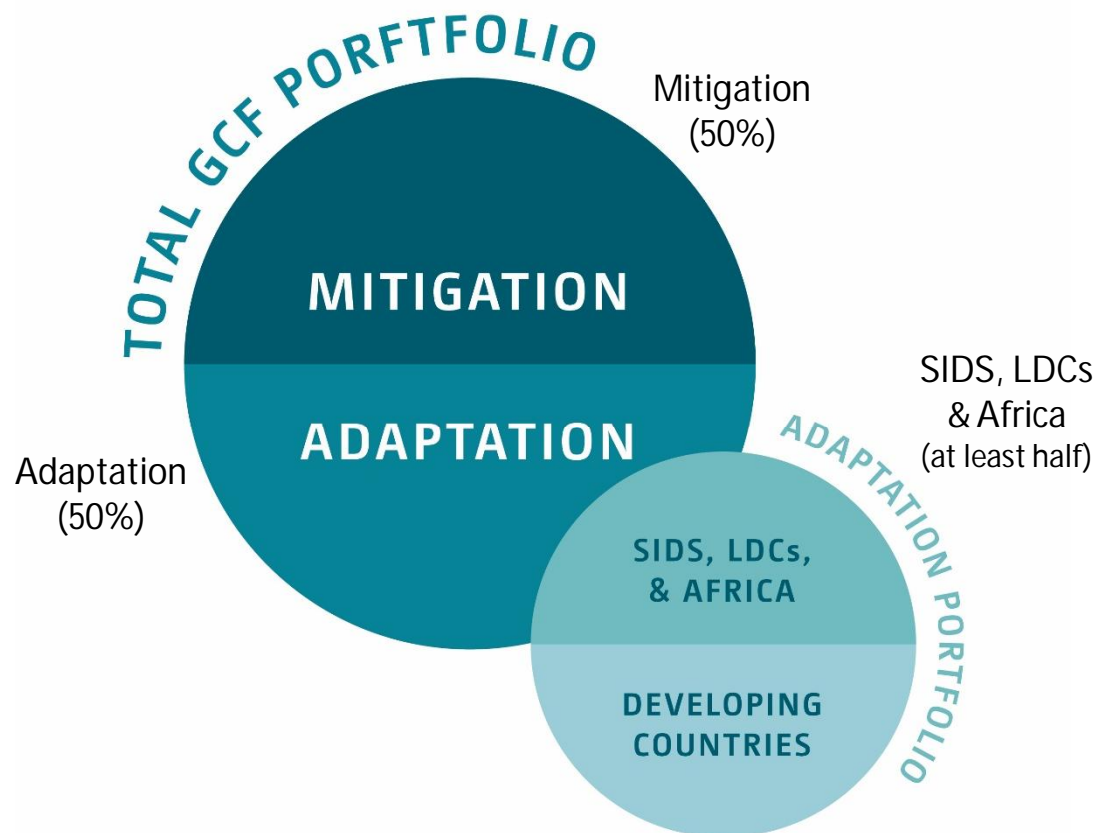 TOTAL GCF PORFTFOLIO
Mitigation
(50%)
MITIGATION
ADAPTATION
Adaptation
(50%)
SIDS, LDCs
& Africa
(at least half)
ADAPTATION PORTFOLIO
SIDS, LDCs,
& AFRICA
DEVELOPING
COUNTRIES